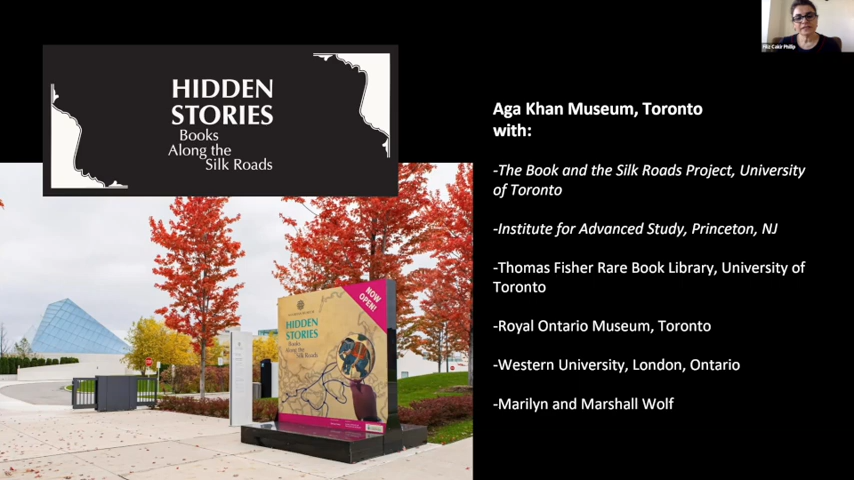 HIDDEN
STORIES
Books
Along the
Silk Roads
NOW
OPEN!
HIDDEN
STORIES
Books
Along the
Silk Roads
Aga Khan Museum, Toronto
with:
-The Book and the Silk Roads Project, University
of Toronto
-Institute for Advanced Study, Princeton, NJ
-Thomas Fisher Rare Book Library, University of
Toronto
-Royal Ontario Museum, Toronto
-Western University, London, Ontario
-Marilyn and Marshall Wolf
Filiz Cakir Phillip